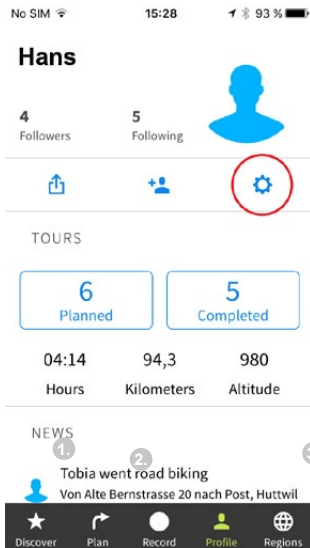 No SIM 15:28 93 %
Hans
4 5
Followers Following
TOURS
6 5
Planned Completed
04:14 94,3 980
Hours Kilometers Altitude
NEWS
1. 2.
Tobia went road biking
Von Alte Bernstrasse 20 nach Post, Huttwil
Discover Plan Record Profile Regions